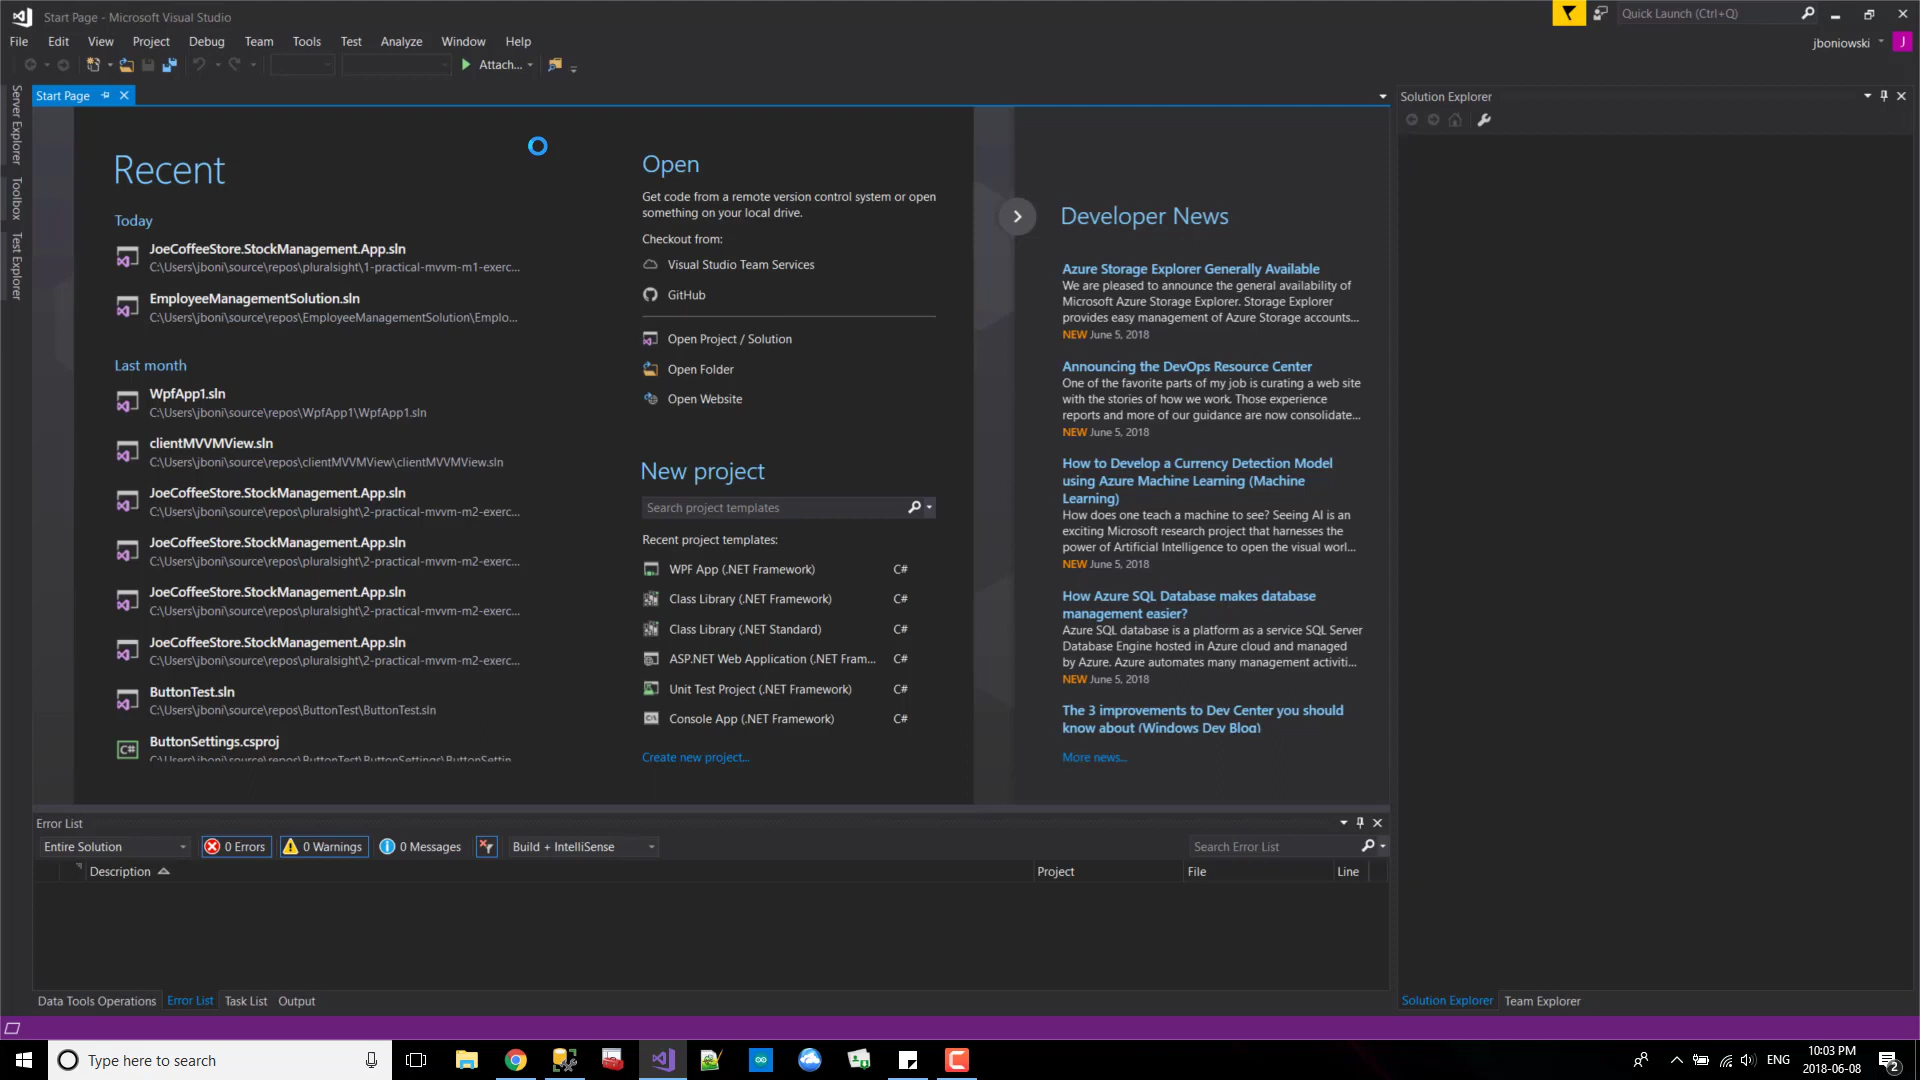 Start Page - Microsoft Visual Studio
Quick Launch (Ctrl+Q)
File Edit View Project Debug Team Tools Test Analyze Window Help
jboniowski J
Attach...
Server Explorer
Toolbox
Test Explorer
Start Page
Recent
Today
JoeCoffeeStore.StockManagement.App.sln
C:\Users\jboni\source\repos\pluralsight\1-practical-mvvm-m1-exerc...
EmployeeManagementSolution.sln
C:\Users\jboni\source\repos\EmployeeManagementSolution\Emplo...
Last month
WpfApp1.sln
C:\Users\jboni\source\repos\WpfApp1\WpfApp1.sln
clientMVVMView.sln
C:\Users\jboni\source\repos\clientMVVMView\clientMVVMView.sln
JoeCoffeeStore.StockManagement.App.sln
C:\Users\jboni\source\repos\pluralsight\2-practical-mvvm-m2-exerc...
JoeCoffeeStore.StockManagement.App.sln
C:\Users\jboni\source\repos\pluralsight\2-practical-mvvm-m2-exerc...
JoeCoffeeStore.StockManagement.App.sln
C:\Users\jboni\source\repos\pluralsight\2-practical-mvvm-m2-exerc...
JoeCoffeeStore.StockManagement.App.sln
C:\Users\jboni\source\repos\pluralsight\2-practical-mvvm-m2-exerc...
ButtonTest.sln
C:\Users\jboni\source\repos\ButtonTest\ButtonTest.sln
C# ButtonSettings.csproj
C:\Users\jboni\source\repos\ButtonTest\ButtonSettings\ButtonSettin...
Open
Get code from a remote version control system or open
something on your local drive.
Checkout from:
Visual Studio Team Services
GitHub
Open Project / Solution
Open Folder
Open Website
New project
Search project templates
Recent project templates:
WPF App (.NET Framework) C#
Class Library (.NET Framework) C#
Class Library (.NET Standard) C#
ASP.NET Web Application (.NET Fram... C#
Unit Test Project (.NET Framework) C#
Console App (.NET Framework) C#
Create new project...
Developer News
Azure Storage Explorer Generally Available
We are pleased to announce the general availability of
Microsoft Azure Storage Explorer. Storage Explorer
provides easy management of Azure Storage accounts...
NEW June 5, 2018
Announcing the DevOps Resource Center
One of the favorite parts of my job is curating a web site
with the stories of how we work. Those experience
reports and more of our guidance are now consolidate...
NEW June 5, 2018
How to Develop a Currency Detection Model
using Azure Machine Learning (Machine
Learning)
How does one teach a machine to see? Seeing AI is an
exciting Microsoft research project that harnesses the
power of Artificial Intelligence to open the visual worl...
NEW June 5, 2018
How Azure SQL Database makes database
management easier?
Azure SQL database is a platform as a service SQL Server
Database Engine hosted in Azure cloud and managed
by Azure. Azure automates many management activiti...
NEW June 5, 2018
The 3 improvements to Dev Center you should
know about (Windows Dev Blog)
More news...
Solution Explorer
Error List
Entire Solution 0 Errors 0 Warnings 0 Messages Build + IntelliSense Search Error List
Description Project File Line
Data Tools Operations Error List Task List Output
Solution Explorer Team Explorer
Type here to search
ENG
10:03 PM
2018-06-08
2